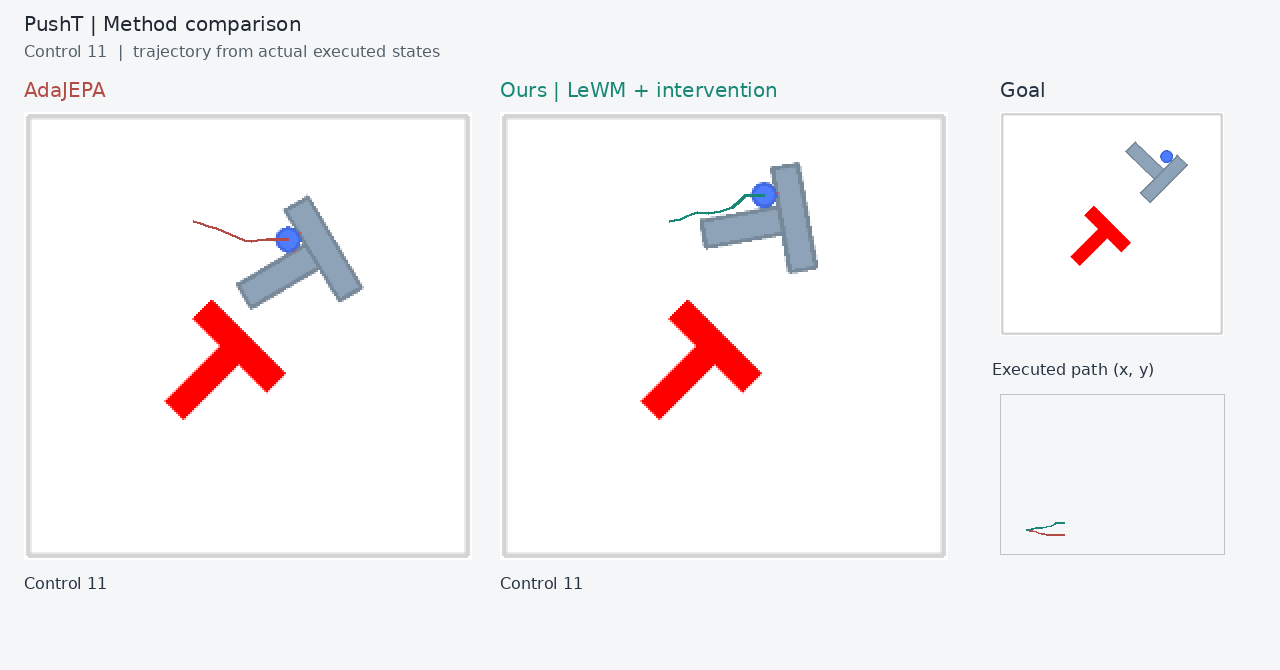 PushT | Method comparison
Control 11 | trajectory from actual executed states
AdaJEPA
Ours | LeWM + intervention
Goal
Executed path (x, y)
Control 11
Control 11